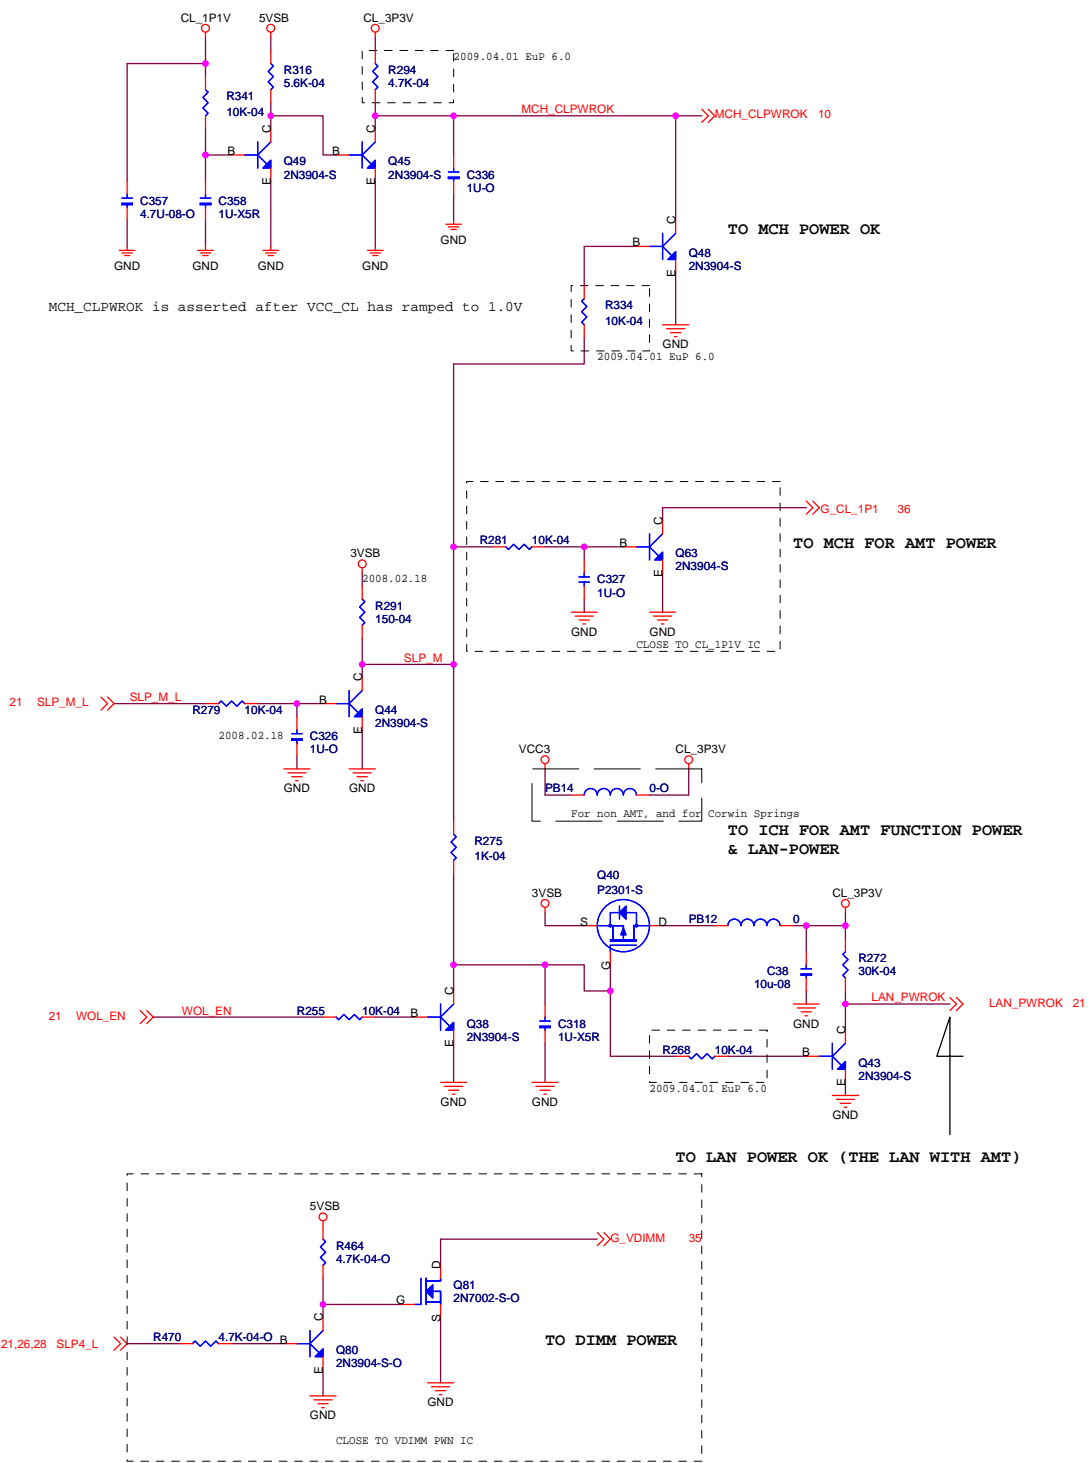 CL_1P1V
5VSB
CL_3P3V
2009.04.01 EuP 6.0
R316
5.6K-04
R294
4.7K-04
R341
10K-04
MCH_CLPWROK
MCH_CLPWROK 10
C
C
B
Q49
2N3904-S
B
Q45
2N3904-S
C336
1U-O
E
E
C357
4.7U-08-O
C358
1U-X5R
GND
GND
GND
GND
GND
C
TO MCH POWER OK
B
Q48
2N3904-S
E
MCH_CLPWROK is asserted after VCC_CL has ramped to 1.0V
R334
10K-04
GND
2009.04.01 EuP 6.0
G_CL_1P1 36
C
R281
10K-04
B
Q63
2N3904-S
TO MCH FOR AMT POWER
3VSB
2008.02.18
E
C327
1U-O
R291
150-04
GND
GND
CLOSE TO CL_1P1V IC
SLP_M
C
21 SLP_M_L
SLP_M_L
R279
10K-04
B
Q44
2N3904-S
2008.02.18
C326
1U-O
E
GND
GND
VCC3
CL_3P3V
PB14
0-O
For non AMT, and for Corwin Springs
TO ICH FOR AMT FUNCTION POWER
& LAN-POWER
R275
1K-04
Q40
P2301-S
3VSB
CL_3P3V
S
D
PB12
0
G
C38
10u-08
R272
30K-04
C
LAN_PWROK
LAN_PWROK 21
GND
21 WOL_EN
WOL_EN
R255
10K-04
B
Q38
2N3904-S
C318
1U-X5R
E
C
R268
10K-04
B
Q43
2N3904-S
E
2009.04.01 EuP 6.0
GND
GND
GND
TO LAN POWER OK (THE LAN WITH AMT)
5VSB
R464
4.7K-04-O
G_VDIMM 35
D
G
Q81
2N7002-S-O
C
S
21,26,28 SLP4_L
R470
4.7K-04-O
B
Q80
2N3904-S-O
TO DIMM POWER
E
GND
GND
CLOSE TO VDIMM PWN IC